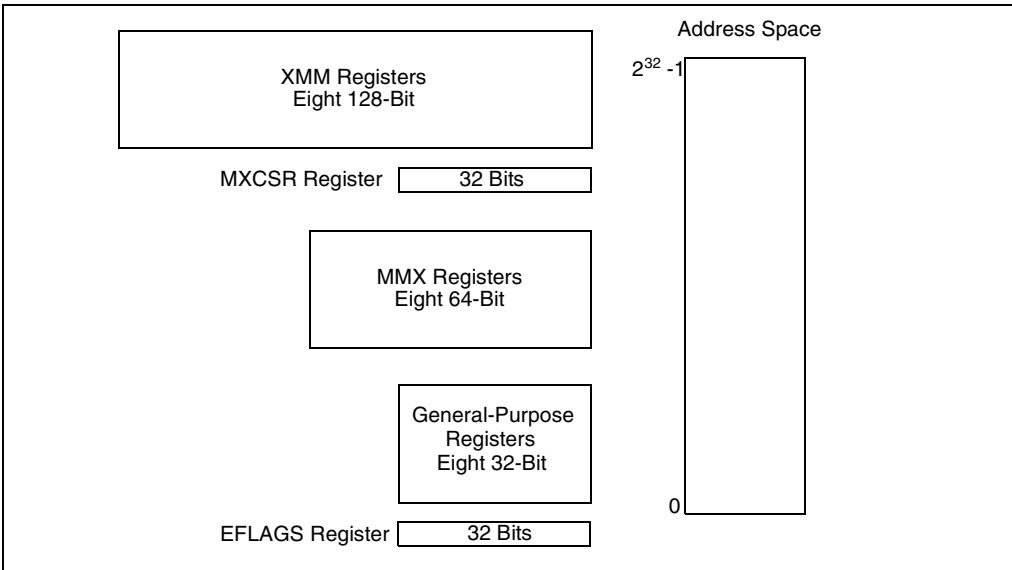 Address Space
2³² -1
XMM Registers
Eight 128-Bit
MXCSR Register
32 Bits
MMX Registers
Eight 64-Bit
General-Purpose
Registers
Eight 32-Bit
0
EFLAGS Register
32 Bits